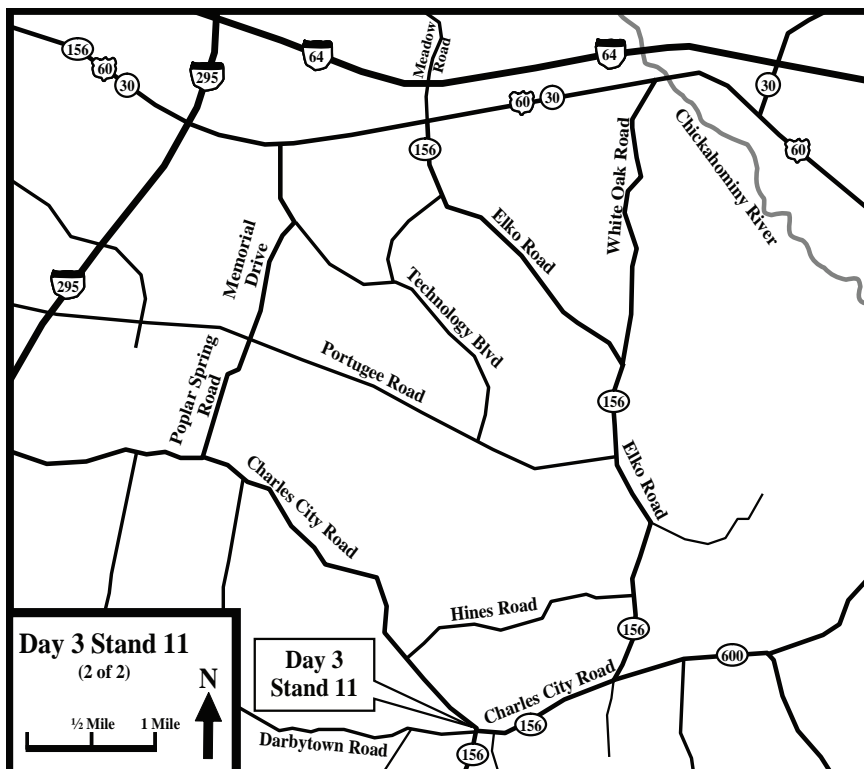 156
60
30
295
64
Meadow
Road
64
60
30
30
60
156
White Oak Road
Chickahominy River
Elko Road
Memorial
Drive
295
Technology Blvd
Portugee Road
Poplar Spring
Road
156
Elko Road
Charles City Road
Hines Road
156
600
Day 3 Stand 11
(2 of 2)
N
½ Mile
1 Mile
Day 3
Stand 11
Charles City Road
156
Darbytown Road
156